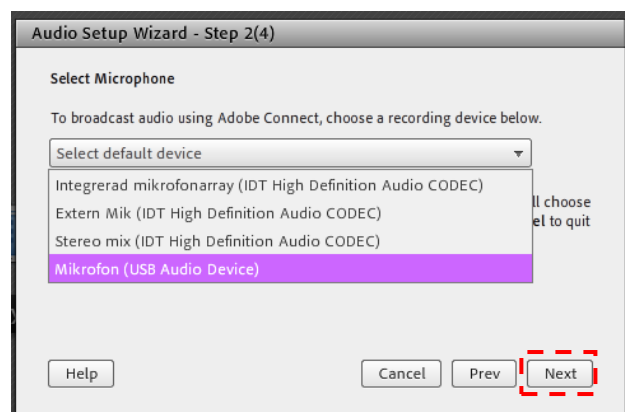 Audio Setup Wizard - Step 2(4)
Select Microphone
To broadcast audio using Adobe Connect, choose a recording device below.
Select default device
Integrerad mikrofonarray (IDT High Definition Audio CODEC)
Extern Mik (IDT High Definition Audio CODEC)
Stereo mix (IDT High Definition Audio CODEC)
Mikrofon (USB Audio Device)
choose
to quit
Help Cancel Prev Next